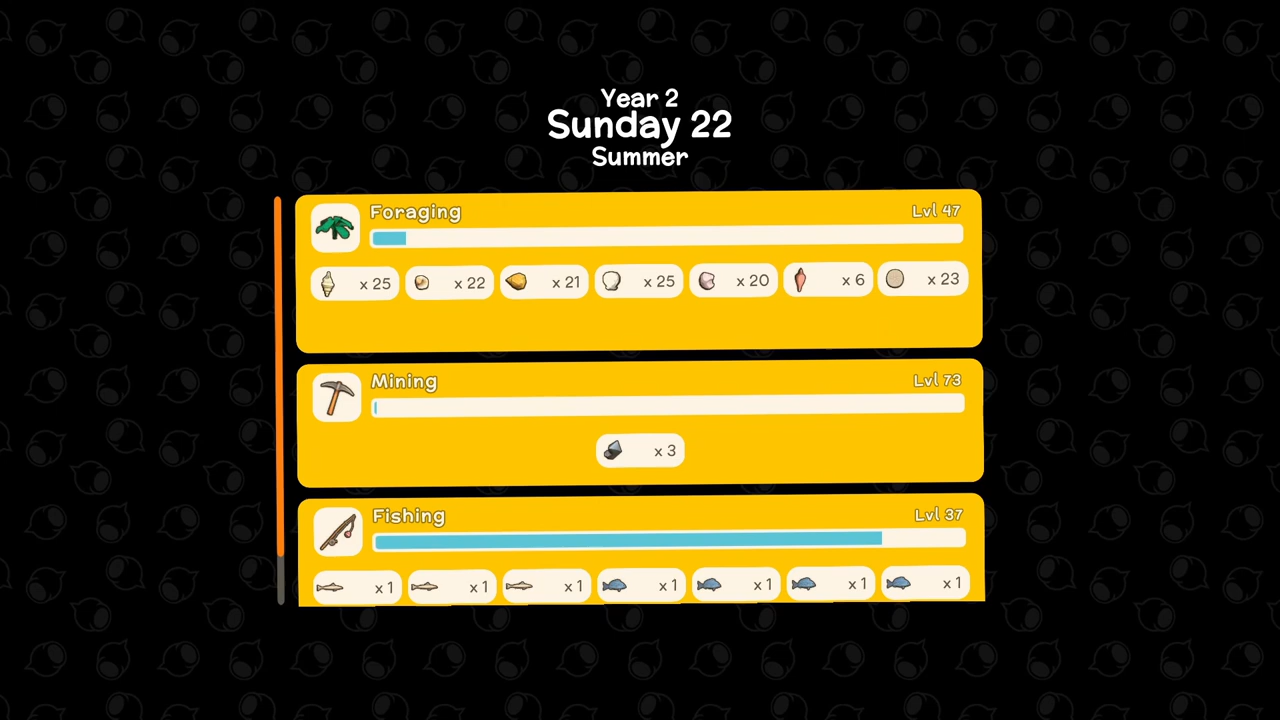 Year 2
Sunday 22
Summer
Foraging Lvl 47
x 25 x 22 x 21 x 25 x 20 x 6 x 23
Mining Lvl 73
x 3
Fishing Lvl 37
x 1 x 1 x 1 x 1 x 1 x 1 x 1